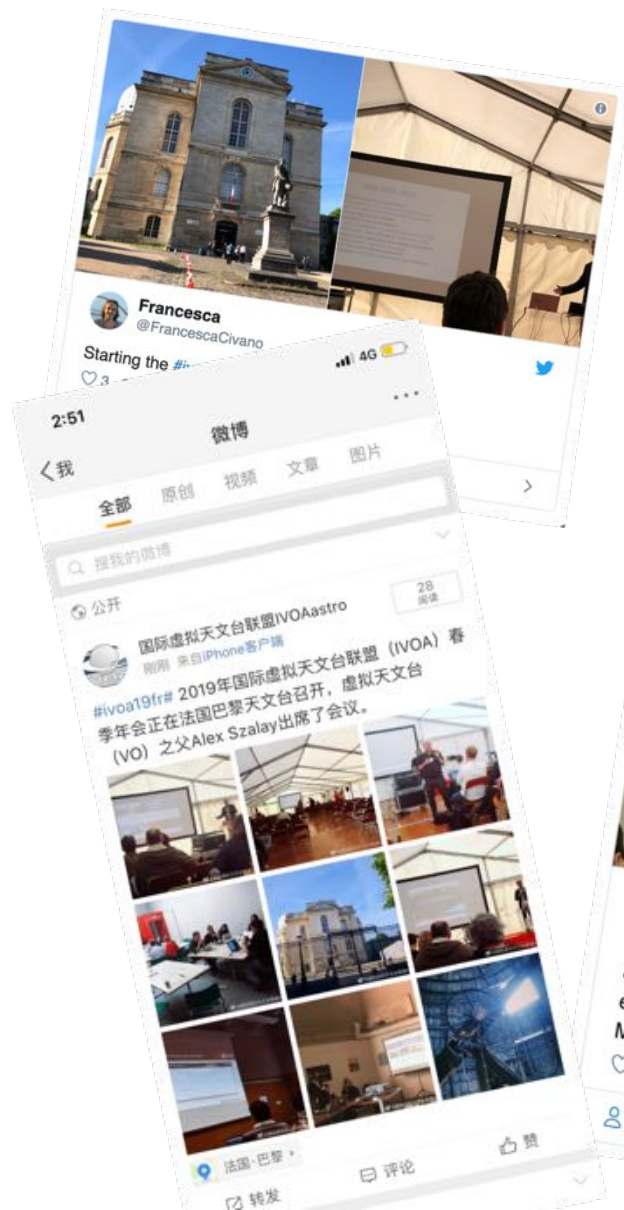 Francesca
@FrancescaCivano
Starting the
3
2:51
4G
微博
我
全部 原创 视频 文章 图片
搜我的微博
公开
国际虚拟天文台联盟IVOAastro
28
阅读
刚刚 来自iPhone客户端
#ivoa19fr# 2019年国际虚拟天文台联盟（IVOA）春
季年会正在法国巴黎天文台召开，虚拟天文台
（VO）之父Alex Szalay出席了会议。
法国·巴黎
转发 评论 赞
e
M